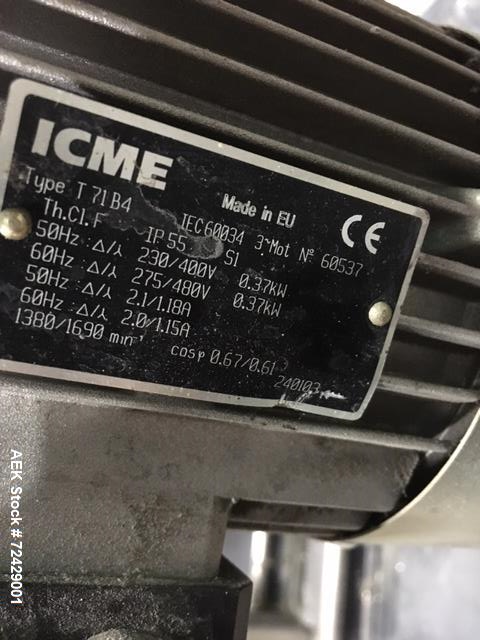 ICME
Made in EU
CE
Type T 71 B4 IEC 60034 3~Mot № 60537
Th.Cl. F IP 55 S1
50Hz : Δ/⅄ 230/400V 0.37kW
60Hz : Δ/⅄ 275/480V 0.37kW
50Hz : Δ/⅄ 2.1/1.18A
60Hz : Δ/⅄ 2.0/1.15A
1380/1690 min⁻¹ cosφ 0.67/0.61
240103
AEK Stock # 72429001